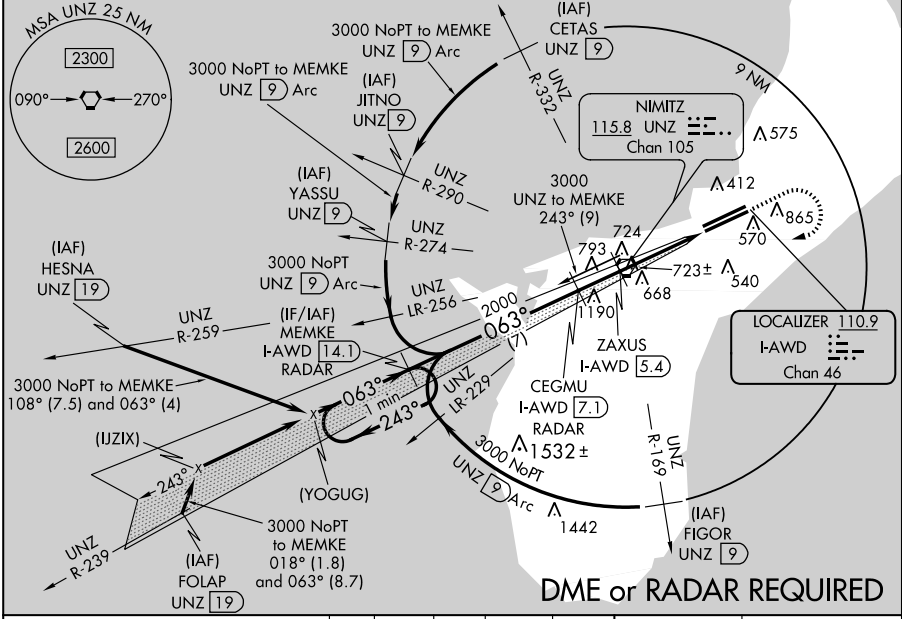 MSA UNZ 25 NM
2300
090°
270°
2600
3000 NoPT to MEMKE
UNZ 9 Arc
3000 NoPT to MEMKE
UNZ 9 Arc
(IAF)
CETAS
UNZ 9
(IAF)
JITNO
UNZ 9
UNZ
R-332
9 NM
NIMITZ
115.8 UNZ
Chan 105
575
412
865
570
540
(IAF)
YASSU
UNZ 9
UNZ
R-290
UNZ
R-274
3000
UNZ to MEMKE
243° (9)
793
724
723±
668
1190
(IAF)
HESNA
UNZ 19
3000 NoPT
UNZ 9 Arc
UNZ
LR-256
UNZ
R-259
2000
063°
(7)
(IF/IAF)
MEMKE
I-AWD 14.1
RADAR
ZAXUS
I-AWD 5.4
LOCALIZER 110.9
I-AWD
Chan 46
CEGMU
I-AWD 7.1
RADAR
3000 NoPT to MEMKE
108° (7.5) and 063° (4)
063°
1 min
243°
UNZ
LR-229
(IJZIX)
243°
(YOGUG)
1532±
3000 NoPT
UNZ 9 Arc
1442
UNZ
R-169
UNZ
R-239
(IAF)
FOLAP
UNZ 19
3000 NoPT
to MEMKE
018° (1.8)
and 063° (8.7)
(IAF)
FIGOR
UNZ 9
DME or RADAR REQUIRED